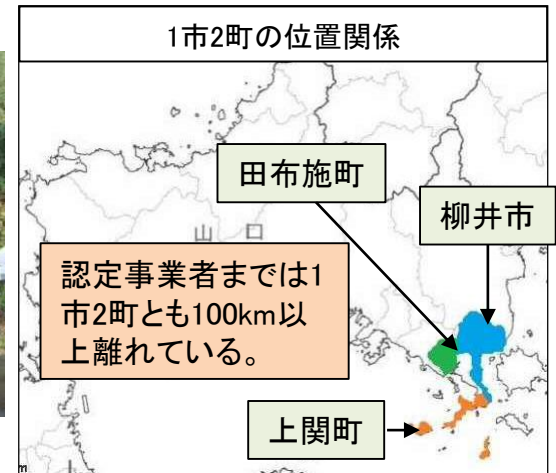 1市2町の位置関係
田布施町
柳井市
山口
認定事業者までは1
市2町とも100km以
上離れている。
上関町
m